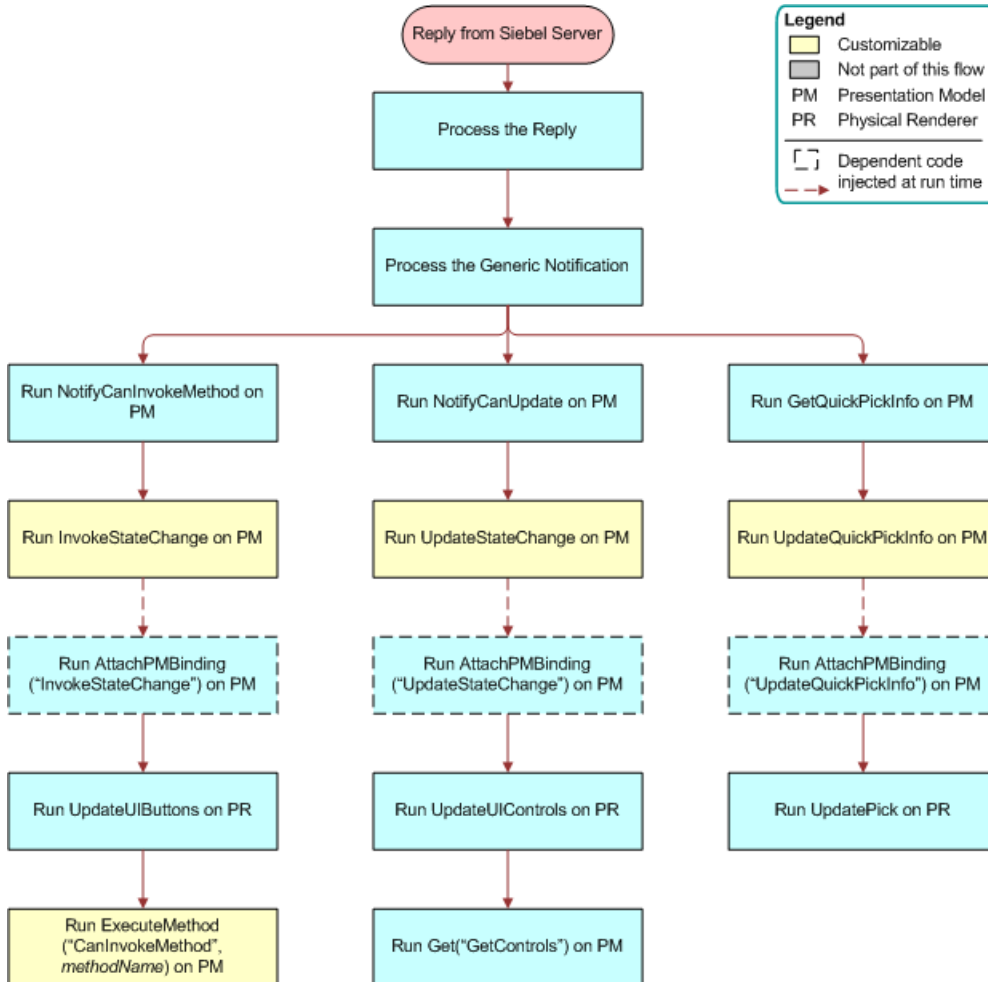 Reply from Siebel Server
Legend
Customizable
Not part of this flow
PM Presentation Model
PR Physical Renderer
Dependent code
injected at run time
Process the Reply
Process the Generic Notification
Run NotifyCanInvokeMethod on
PM
Run NotifyCanUpdate on PM
Run GetQuickPickInfo on PM
Run InvokeStateChange on PM
Run UpdateStateChange on PM
Run UpdateQuickPickInfo on PM
Run AttachPMBinding
(“InvokeStateChange”) on PM
Run AttachPMBinding
(“UpdateStateChange”) on PM
Run AttachPMBinding
(“UpdateQuickPickInfo”) on PM
Run UpdateUIButtons on PR
Run UpdateUIControls on PR
Run UpdatePick on PR
Run ExecuteMethod
(“CanInvokeMethod”,
methodName) on PM
Run Get(“GetControls”) on PM